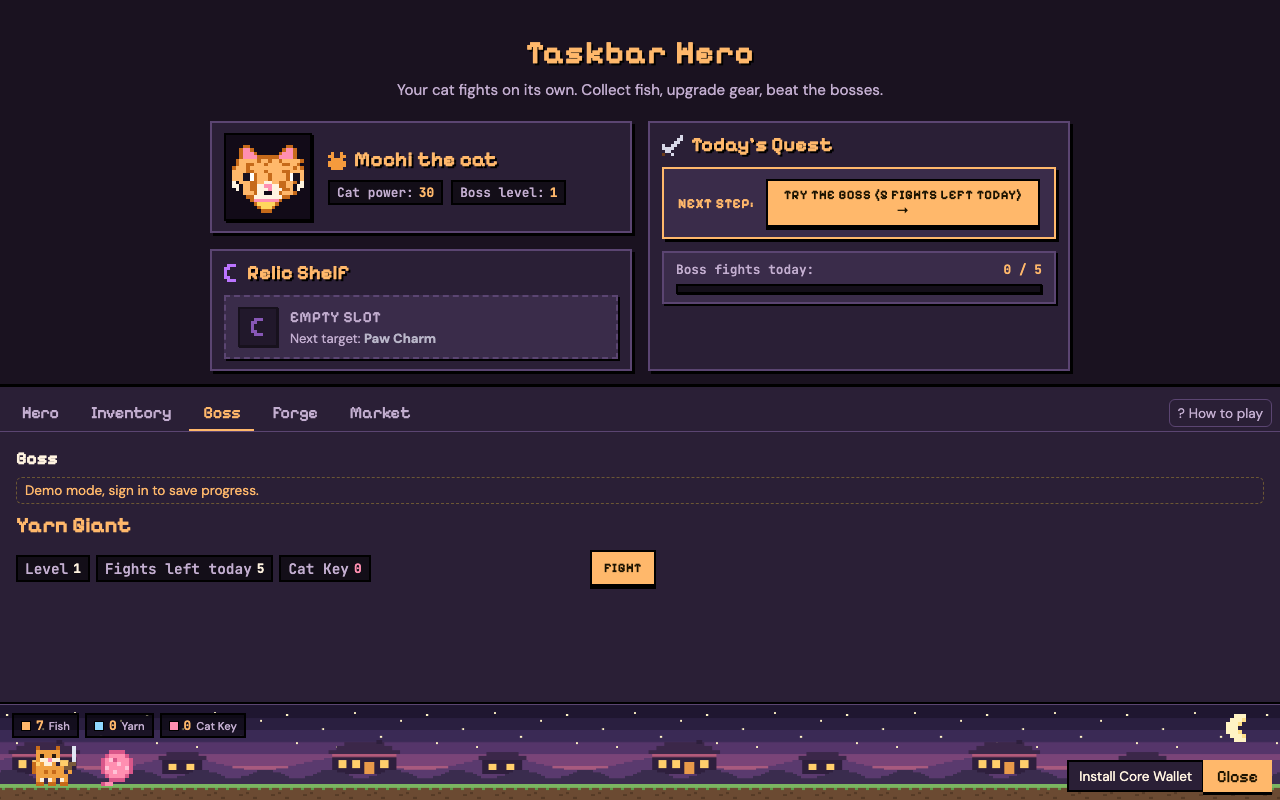 Taskbar Hero
Your cat fights on its own. Collect fish, upgrade gear, beat the bosses.
Mochi the cat
Cat power: 30
Boss level: 1
Relic Shelf
EMPTY SLOT
Next target: Paw Charm
Today's Quest
NEXT STEP:
TRY THE BOSS (5 FIGHTS LEFT TODAY)
→
Boss fights today: 0 / 5
Hero Inventory Boss Forge Market
? How to play
Boss
Demo mode, sign in to save progress.
Yarn Giant
Level 1
Fights left today 5
Cat Key 0
FIGHT
7 Fish
0 Yarn
0 Cat Key
Install Core Wallet
Close